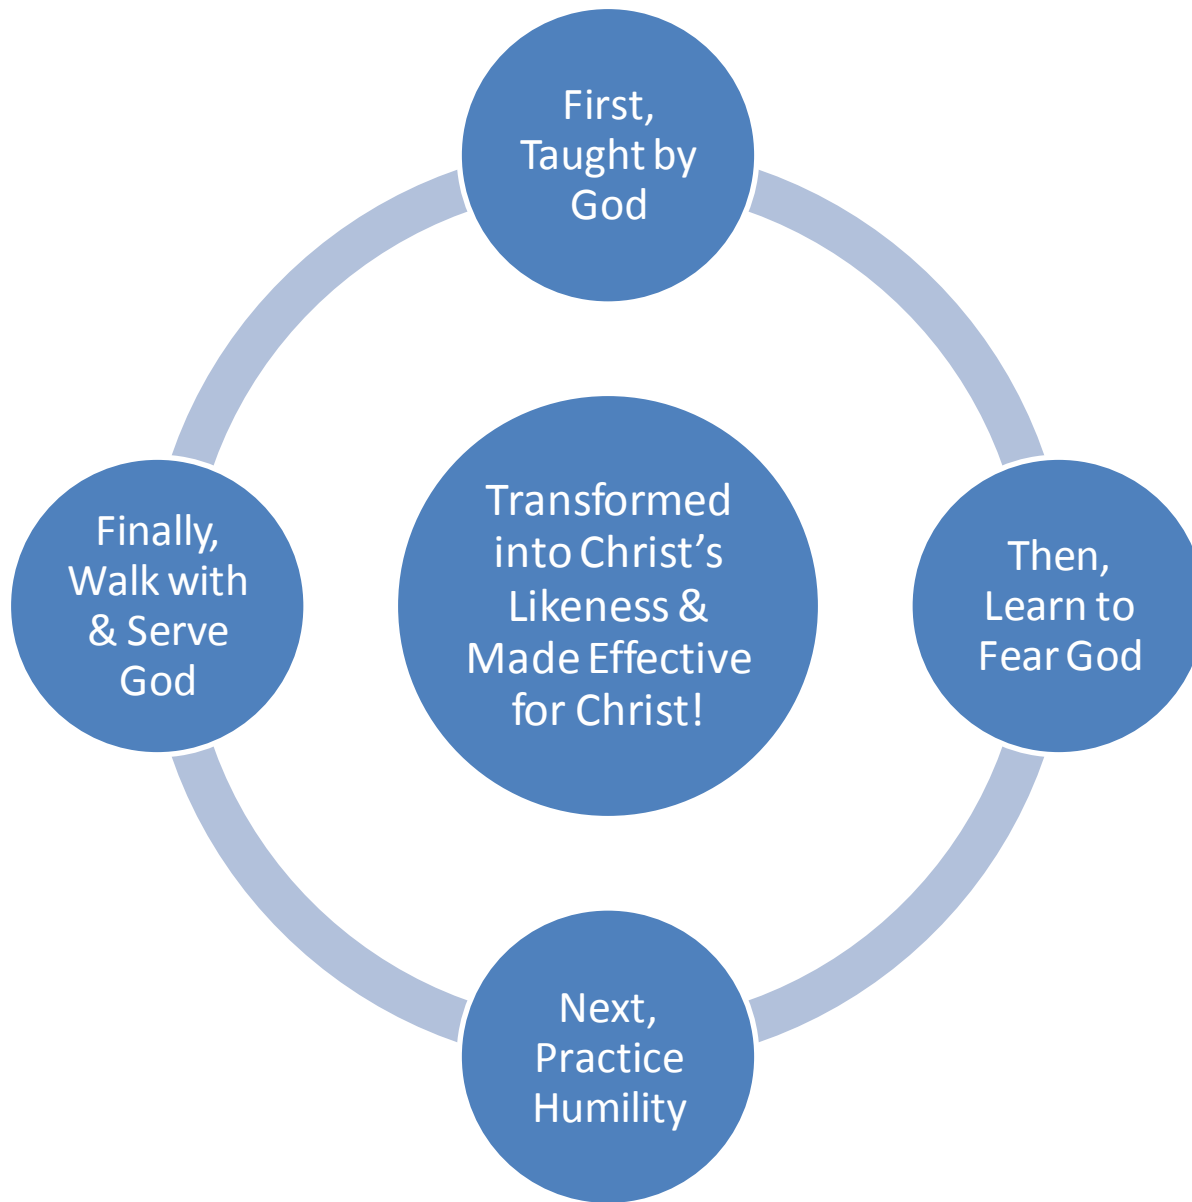 First,
Taught by
God
Then,
Learn to
Fear God
Next,
Practice
Humility
Finally,
Walk with
& Serve
God
Transformed
into Christ’s
Likeness &
Made Effective
for Christ!